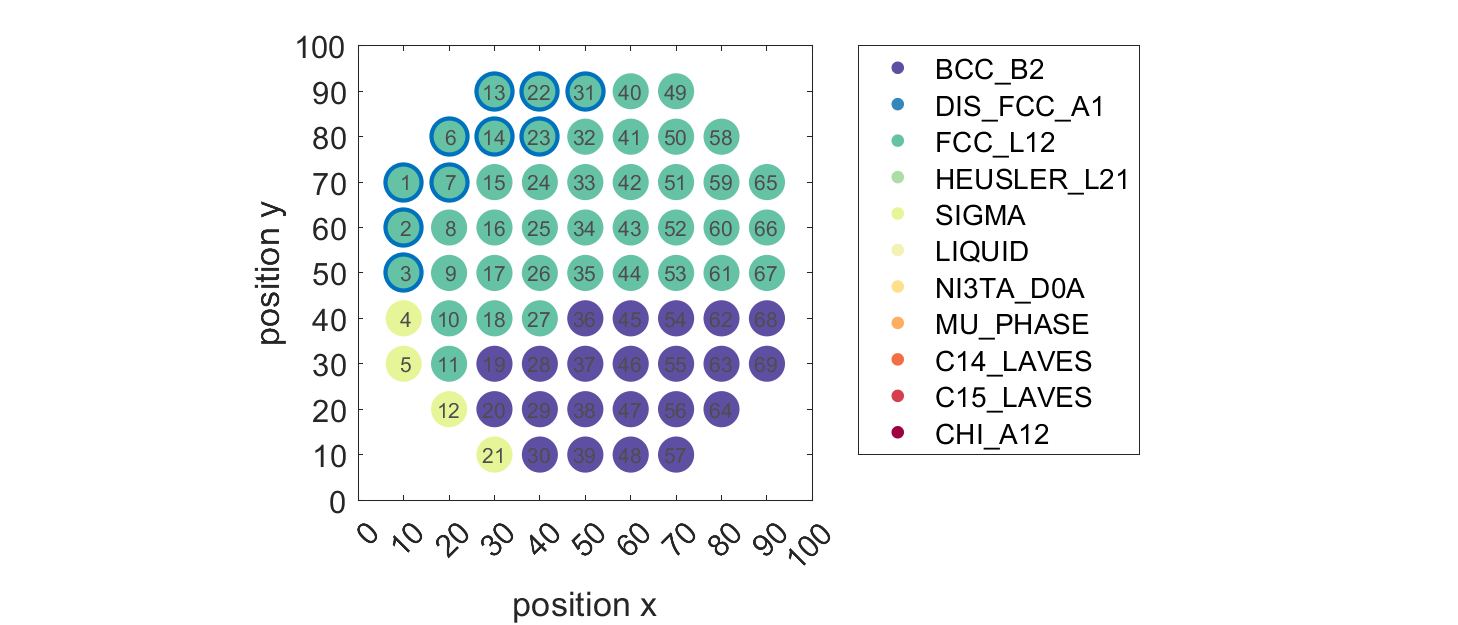 100
90
80
70
60
50
40
30
20
10
0
position y
13 22 31 40 49
6 14 23 32 41 50 58
1 7 15 24 33 42 51 59 65
2 8 16 25 34 43 52 60 66
3 9 17 26 35 44 53 61 67
4 10 18 27 36 45 54 62 68
5 11 19 28 37 46 55 63 69
12 20 29 38 47 56 64
21 30 39 48 57
0 10 20 30 40 50 60 70 80 90 100
position x
BCC_B2
DIS_FCC_A1
FCC_L12
HEUSLER_L21
SIGMA
LIQUID
NI3TA_D0A
MU_PHASE
C14_LAVES
C15_LAVES
CHI_A12